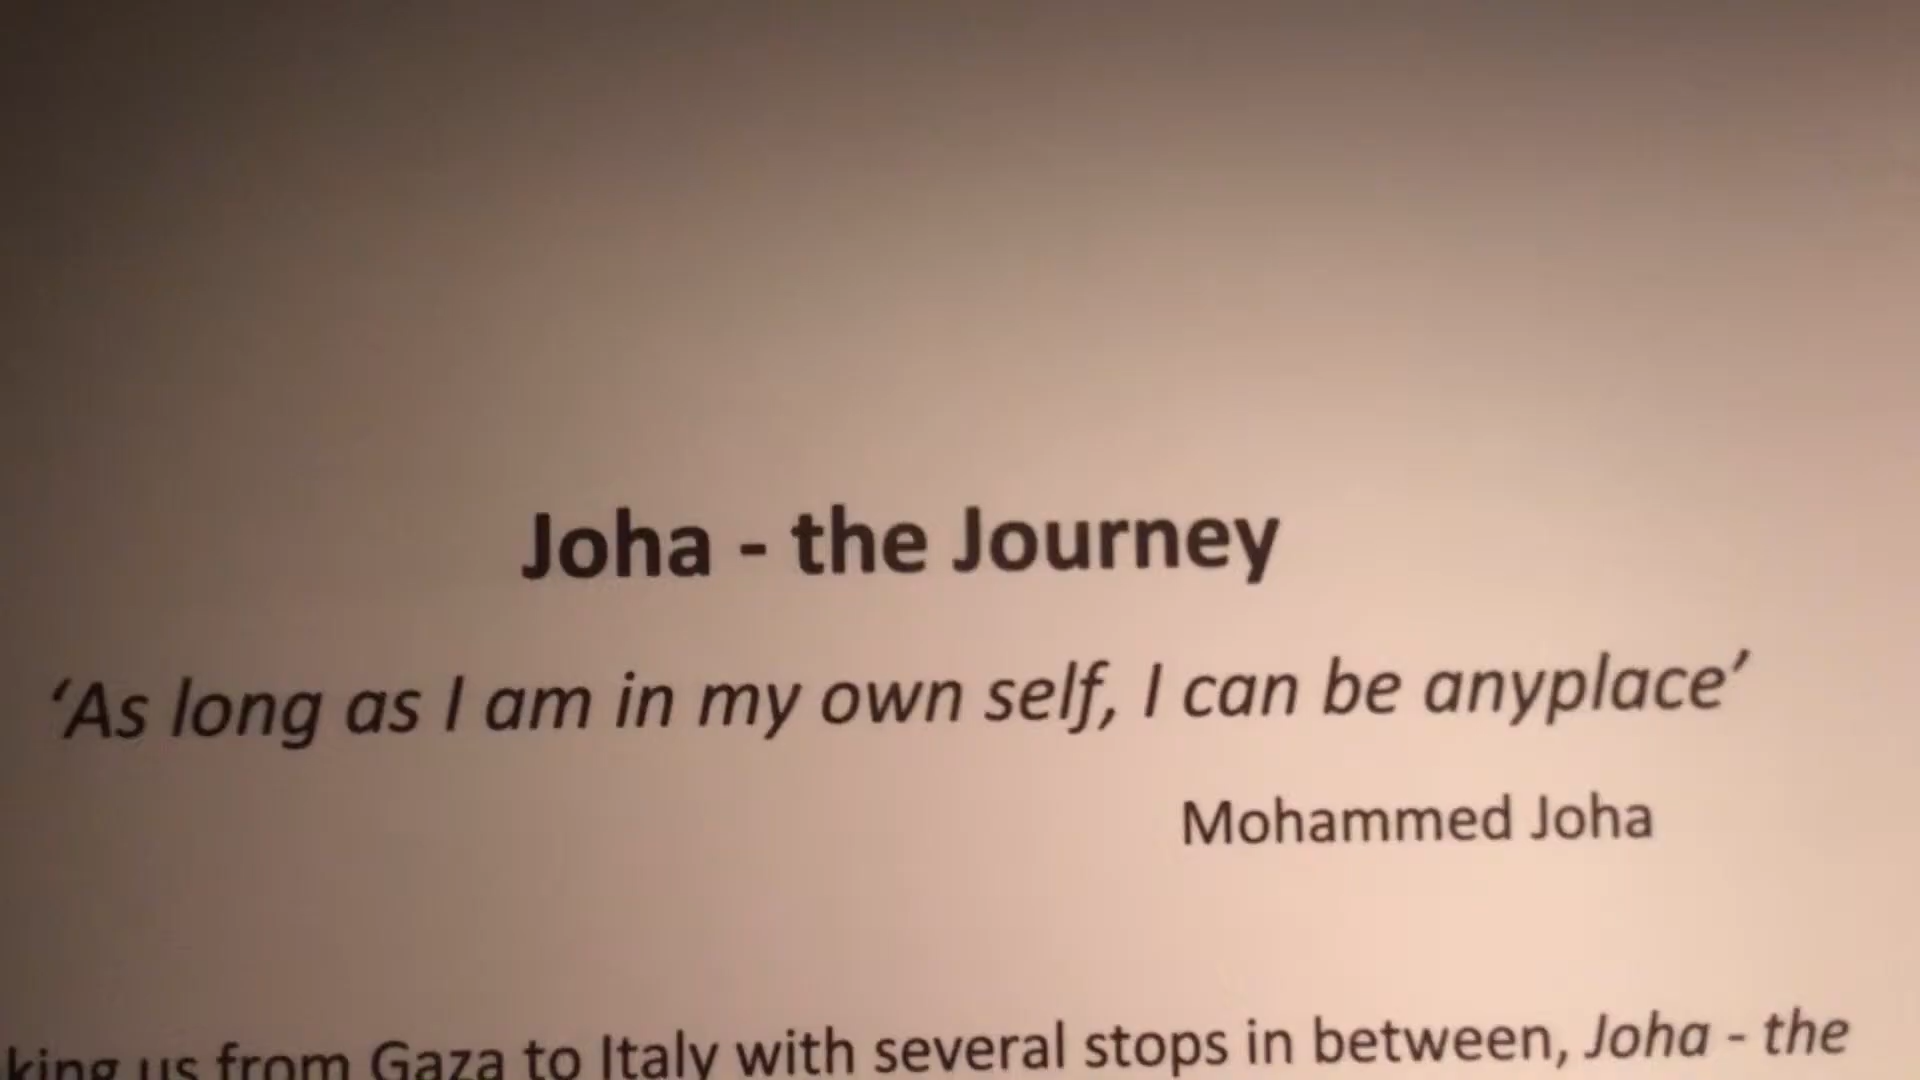 Joha - the Journey
‘As long as I am in my own self, I can be anyplace’
Mohammed Joha
king us from Gaza to Italy with several stops in between, Joha - the